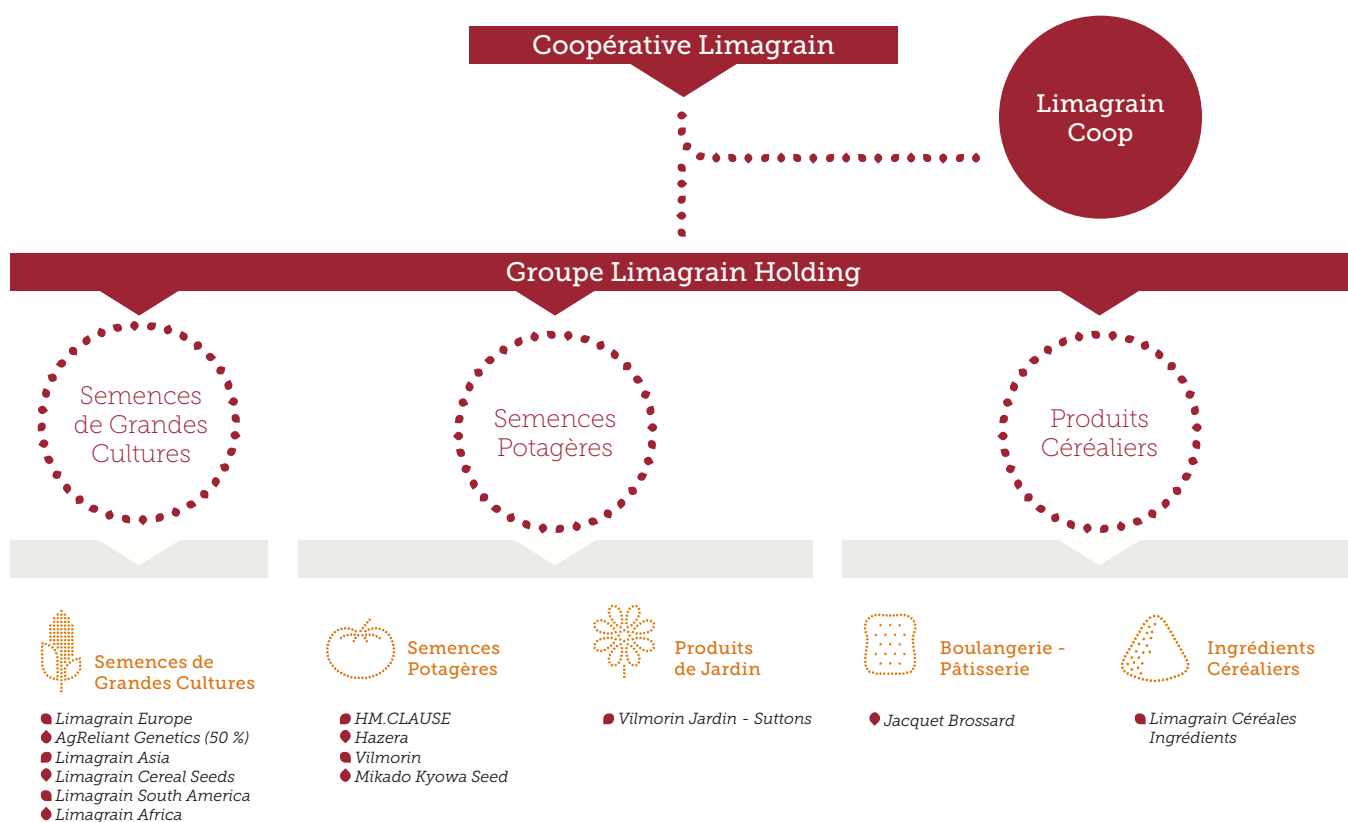 Coopérative Limagrain
Limagrain
Coop
Groupe Limagrain Holding
Semences
de Grandes
Cultures
Semences
Potagères
Produits
Céréaliers
Semences de
Grandes Cultures
Limagrain Europe
AgReliant Genetics (50 %)
Limagrain Asia
Limagrain Cereal Seeds
Limagrain South America
Limagrain Africa
Semences
Potagères
HM.CLAUSE
Hazera
Vilmorin
Mikado Kyowa Seed
Produits
de Jardin
Vilmorin Jardin - Suttons
Boulangerie -
Pâtisserie
Jacquet Brossard
Ingrédients
Céréaliers
Limagrain Céréales
Ingrédients